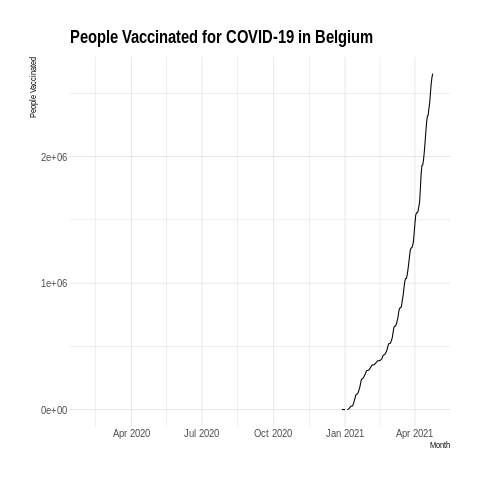 People Vaccinated for COVID-19 in Belgium
People Vaccinated
2e+06
1e+06
0e+00
Apr 2020 Jul 2020 Oct 2020 Jan 2021 Apr 2021
Month